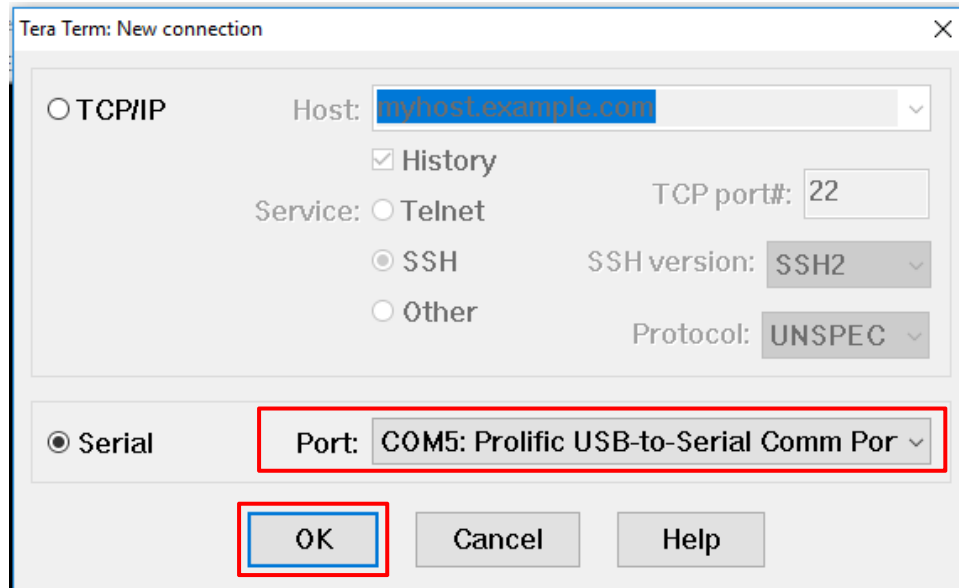 Tera Term: New connection
TCP/IP
Host: myhost.example.com
History
Service: Telnet
TCP port#: 22
SSH
SSH version: SSH2
Other
Protocol: UNSPEC
Serial
Port: COM5: Prolific USB-to-Serial Comm Por
OK
Cancel
Help